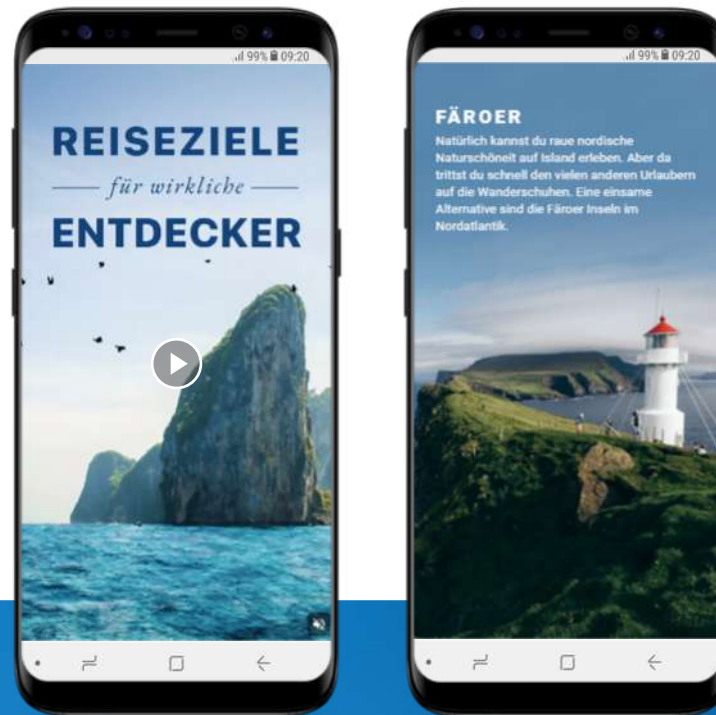 99% 09:20
REISEZIELE
für wirkliche
ENTDECKER
99% 09:20
FÄROER
Natürlich kannst du raue nordische
Naturschöneit auf Island erleben. Aber da
trittst du schnell den vielen anderen Urlaubern
auf die Wanderschuhen. Eine einsame
Alternative sind die Färoer Inseln im
Nordatlantik.